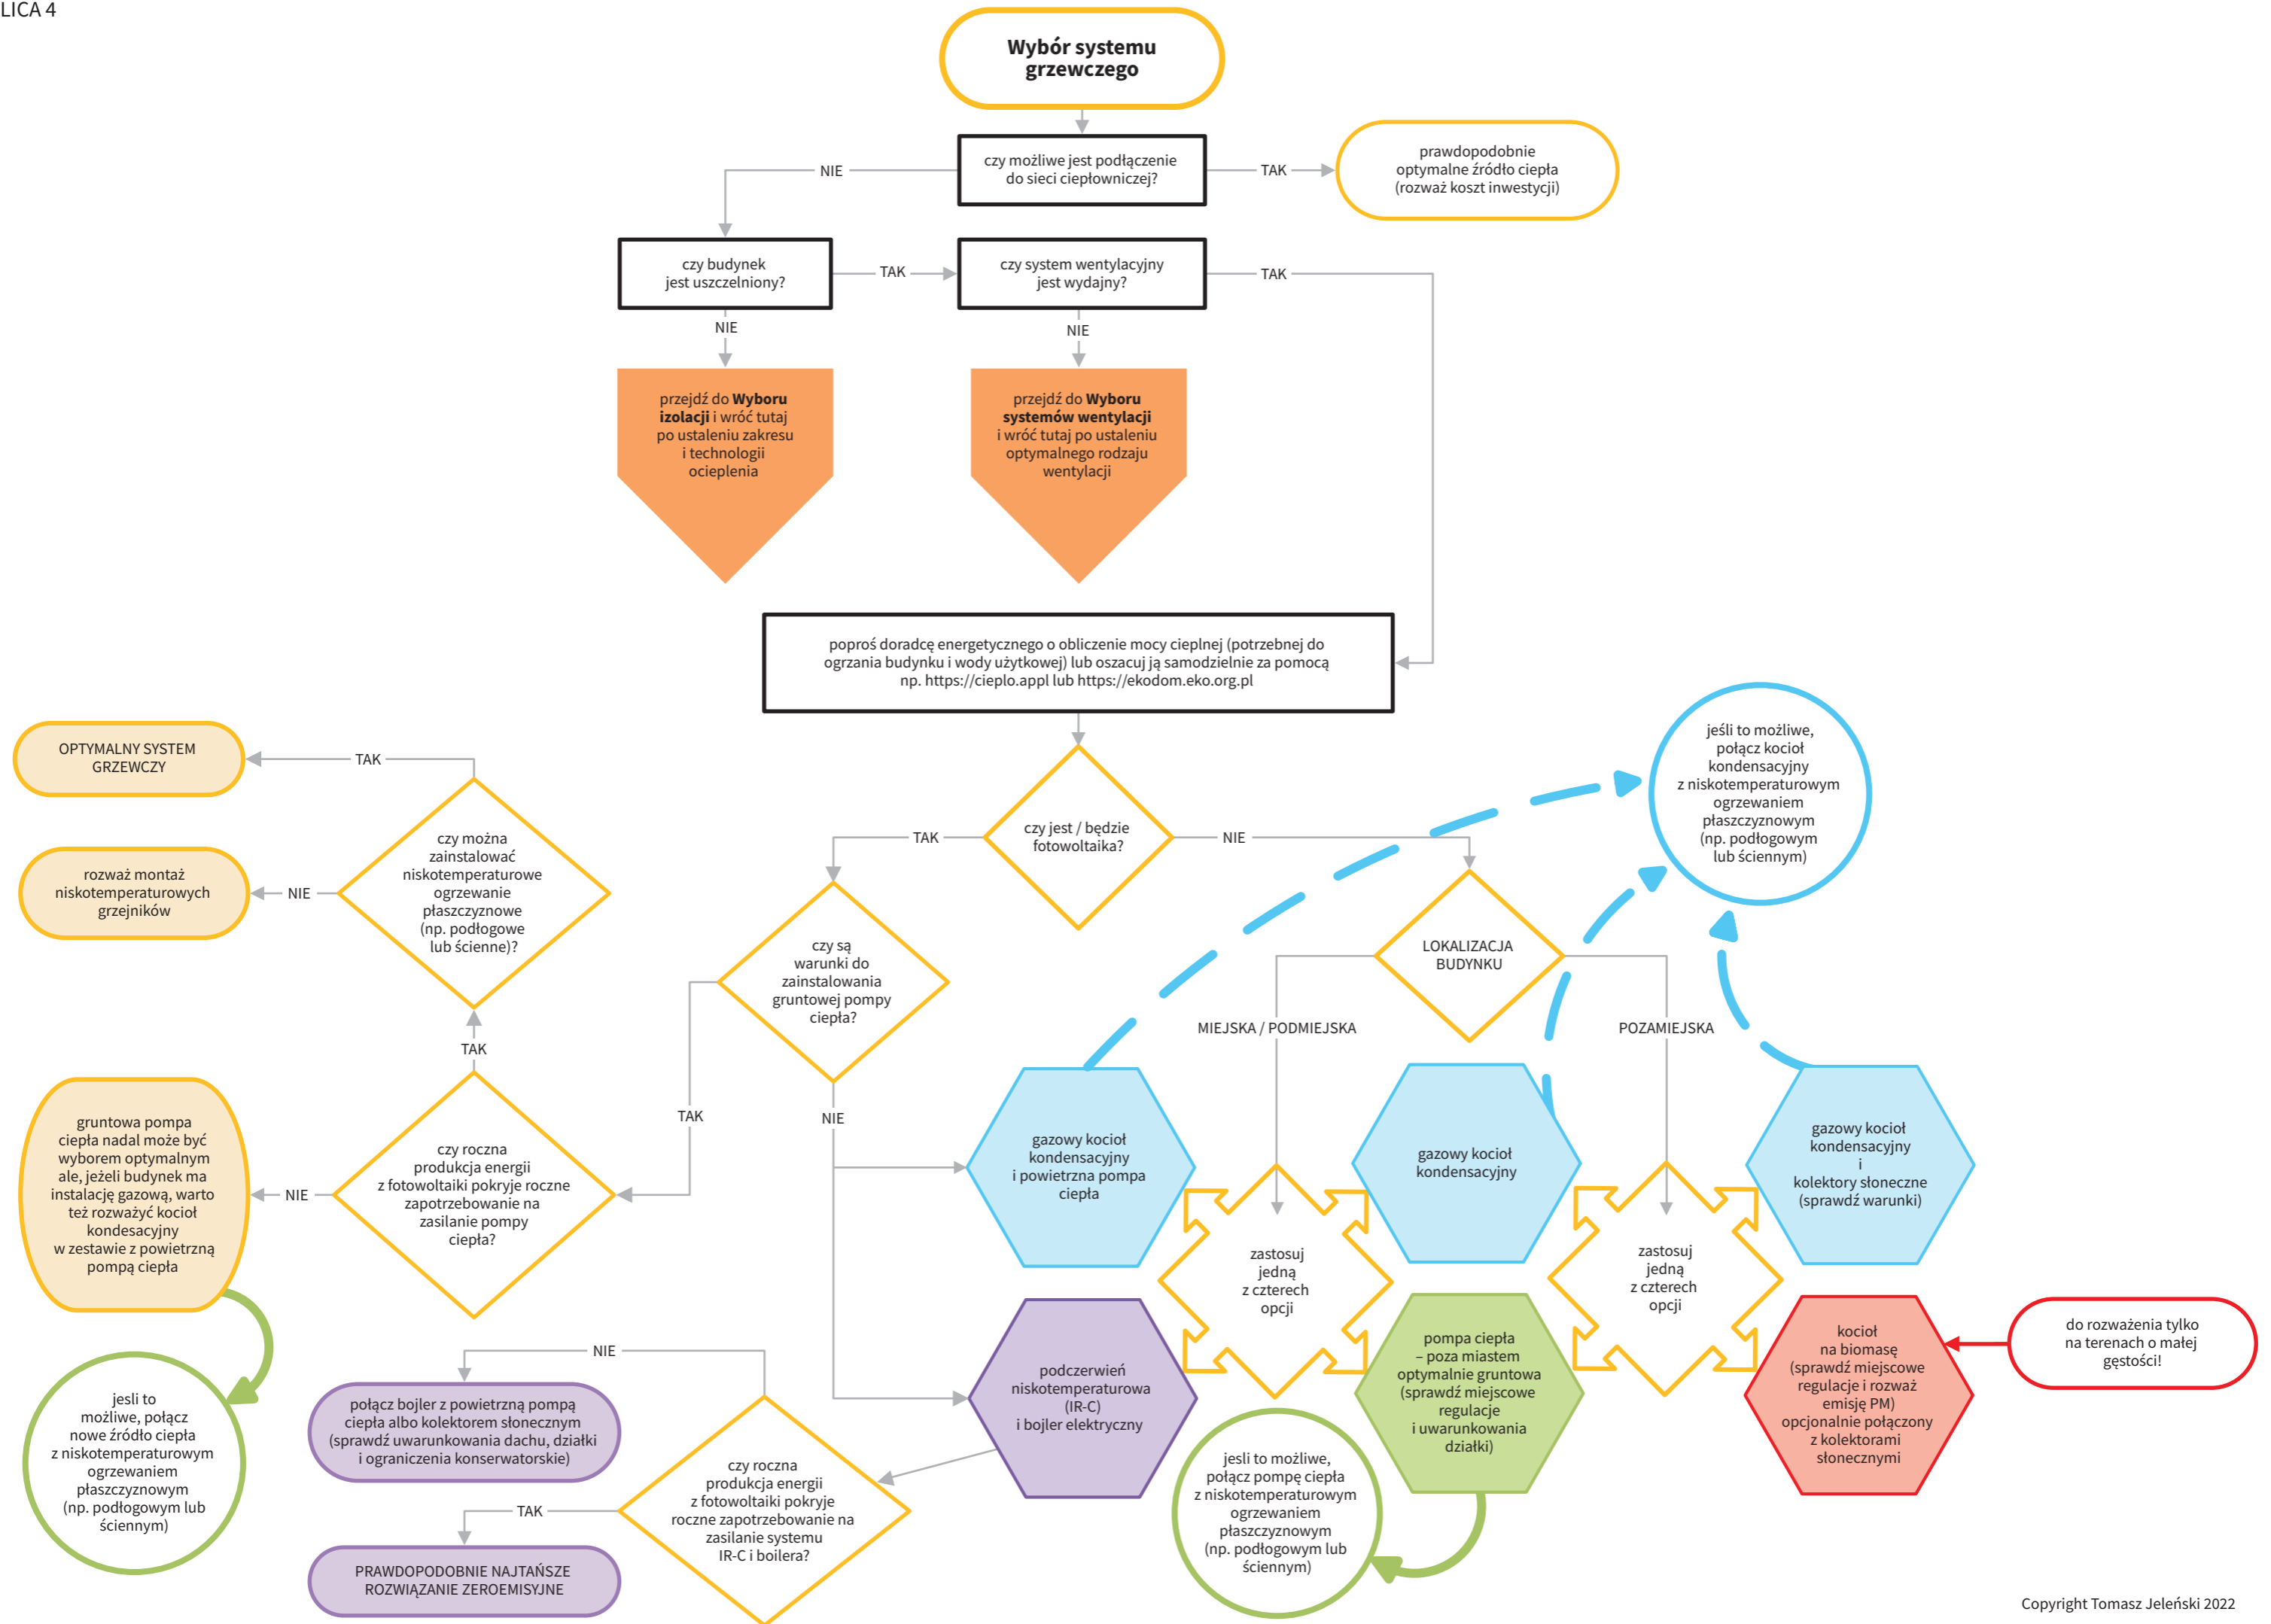 LICA 4
Wybór systemu
grzewczego
czy możliwe jest podłączenie
do sieci ciepłowniczej?
NIE
TAK
prawdopodobnie
optymalne źródło ciepła
(rozważ koszt inwestycji)
czy budynek
jest uszczelniony?
TAK
czy system wentylacyjny
jest wydajny?
TAK
NIE
NIE
przejdź do Wyboru
izolacji i wróć tutaj
po ustaleniu zakresu
i technologii
ocieplenia
przejdź do Wyboru
systemów wentylacji
i wróć tutaj po ustaleniu
optymalnego rodzaju
wentylacji
poproś doradcę energetycznego o obliczenie mocy cieplnej (potrzebnej do
ogrzania budynku i wody użytkowej) lub oszacuj ją samodzielnie za pomocą
np. https://cieplo.appl lub https://ekodom.eko.org.pl
OPTYMALNY SYSTEM
GRZEWCZY
TAK
rozważ montaż
niskotemperaturowych
grzejników
NIE
czy można
zainstalować
niskotemperaturowe
ogrzewanie
płaszczyznowe
(np. podłogowe
lub ścienne)?
TAK
czy jest / będzie
fotowoltaika?
NIE
jeśli to możliwe,
połącz kocioł
kondensacyjny
z niskotemperaturowym
ogrzewaniem
płaszczyznowym
(np. podłogowym
lub ściennym)
czy są
warunki do
zainstalowania
gruntowej pompy
ciepła?
LOKALIZACJA
BUDYNKU
MIEJSKA / PODMIEJSKA
POZAMIEJSKA
TAK
TAK
NIE
gruntowa pompa
ciepła nadal może być
wyborem optymalnym
ale, jeżeli budynek ma
instalację gazową, warto
też rozważyć kocioł
kondesacyjny
w zestawie z powietrzną
pompą ciepła
NIE
czy roczna
produkcja energii
z fotowoltaiki pokryje roczne
zapotrzebowanie na
zasilanie pompy
ciepła?
gazowy kocioł
kondensacyjny
i powietrzna pompa
ciepła
gazowy kocioł
kondensacyjny
gazowy kocioł
kondensacyjny
i
kolektory słoneczne
(sprawdź warunki)
zastosuj
jedną
z czterech
opcji
zastosuj
jedną
z czterech
opcji
podczerwień
niskotemperaturowa
(IR-C)
i bojler elektryczny
pompa ciepła
– poza miastem
optymalnie gruntowa
(sprawdź miejscowe
regulacje
i uwarunkowania
działki)
kocioł
na biomasę
(sprawdź miejscowe
regulacje i rozważ
emisję PM)
opcjonalnie połączony
z kolektorami
słonecznymi
do rozważenia tylko
na terenach o małej
gęstości!
NIE
połącz bojler z powietrzną pompą
ciepła albo kolektorem słonecznym
(sprawdź uwarunkowania dachu, działki
i ograniczenia konserwatorskie)
jesli to
możliwe, połącz
nowe źródło ciepła
z niskotemperaturowym
ogrzewaniem
płaszczyznowym
(np. podłogowym lub
ściennym)
czy roczna
produkcja energii
z fotowoltaiki pokryje
roczne zapotrzebowanie na
zasilanie systemu
IR-C i boilera?
TAK
PRAWDOPODOBNIE NAJTAŃSZE
ROZWIĄZANIE ZEROEMISYJNE
jesli to możliwe,
połącz pompę ciepła
z niskotemperaturowym
ogrzewaniem
płaszczyznowym
(np. podłogowym lub
ściennym)
Copyright Tomasz Jeleński 2022